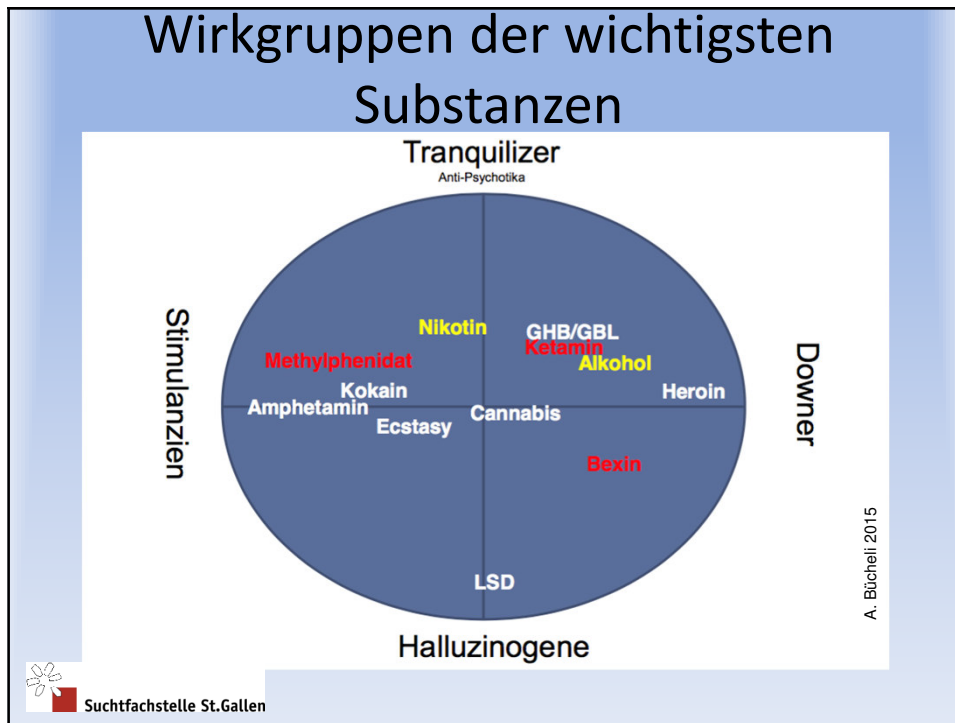 Wirkgruppen der wichtigsten
Substanzen
Tranquilizer
Anti-Psychotika
Stimulanzien
Nikotin
GHB/GBL
Ketamin
Methylphenidat
Alkohol
Kokain
Heroin
Amphetamin
Cannabis
Ecstasy
Downer
Bexin
LSD
A. Bücheli 2015
Halluzinogene
Suchtfachstelle St.Gallen